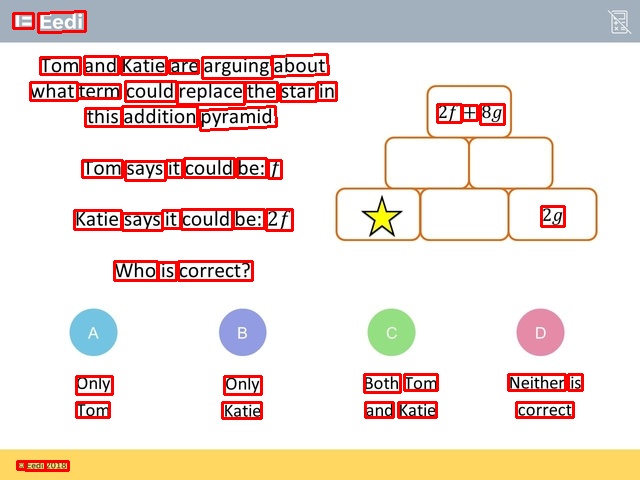 Eedi
Tom and Katie are arguing about
what term could replace the star in
this addition pyramid.
Tom says it could be: f
Katie says it could be: 2f
Who is correct?
2f + 8g
2g
A
Only
Tom
B
Only
Katie
C
Both Tom
and Katie
D
Neither is
correct
© Eedi 2018